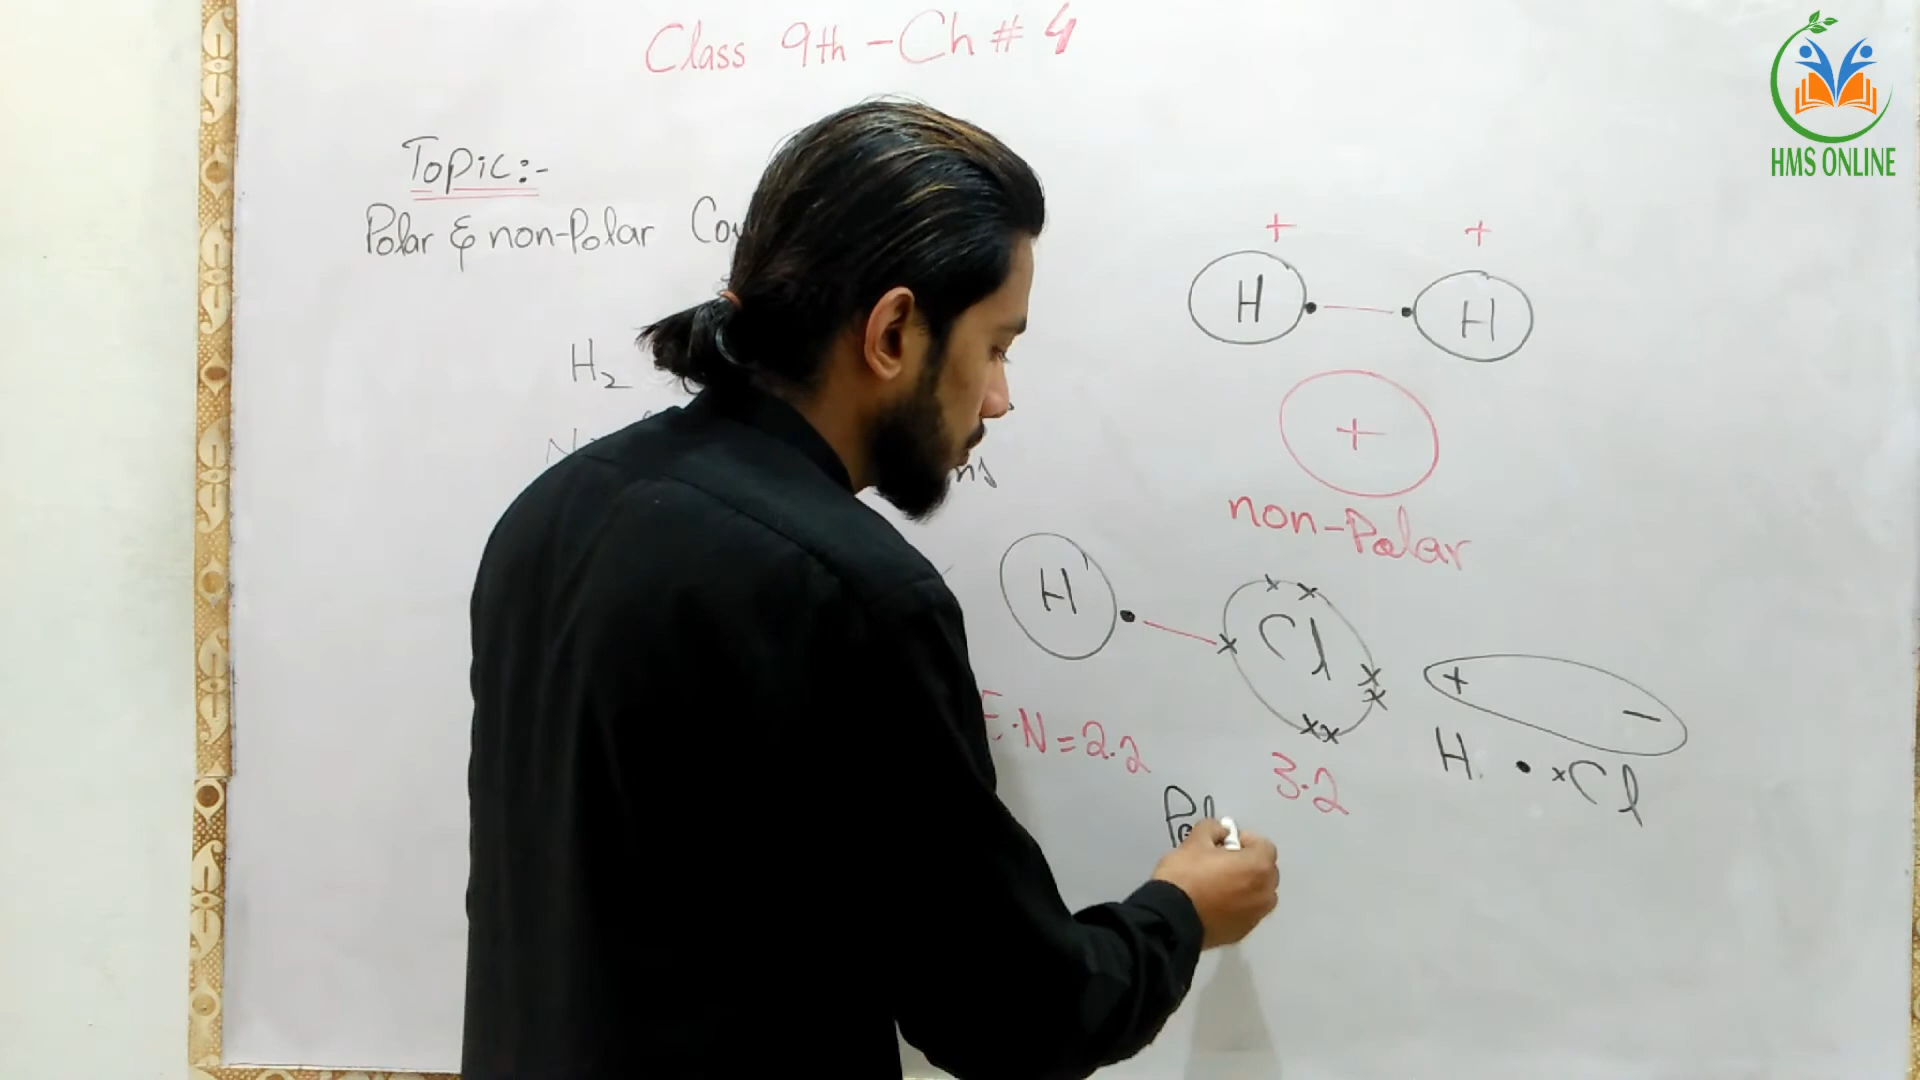 Class 9th - Ch # 4
HMS ONLINE
Topic:-
Polar & non-Polar
+ +
H H
H2
+
non-Polar
H
Cl
+ -
E.N=2.2
3.2
H. • ×Cl